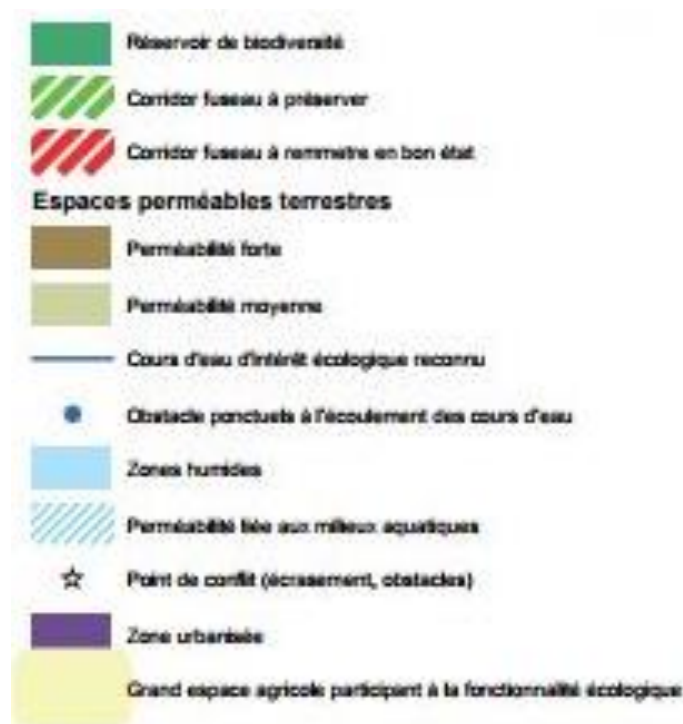 Réservoir de biodiversité
Corridor fuseau à préserver
Corridor fuseau à remmetre en bon état
Espaces perméables terrestres
Perméabilité forte
Perméabilité moyenne
Cours d'eau d'intérêt écologique reconnu
Obstacle ponctuels à l'écoulement des cours d'eau
Zones humides
Perméabilité liée aux milieux aquatiques
Point de conflit (écrasement, obstacles)
Zone urbanisée
Grand espace agricole participant à la fonctionnalité écologique